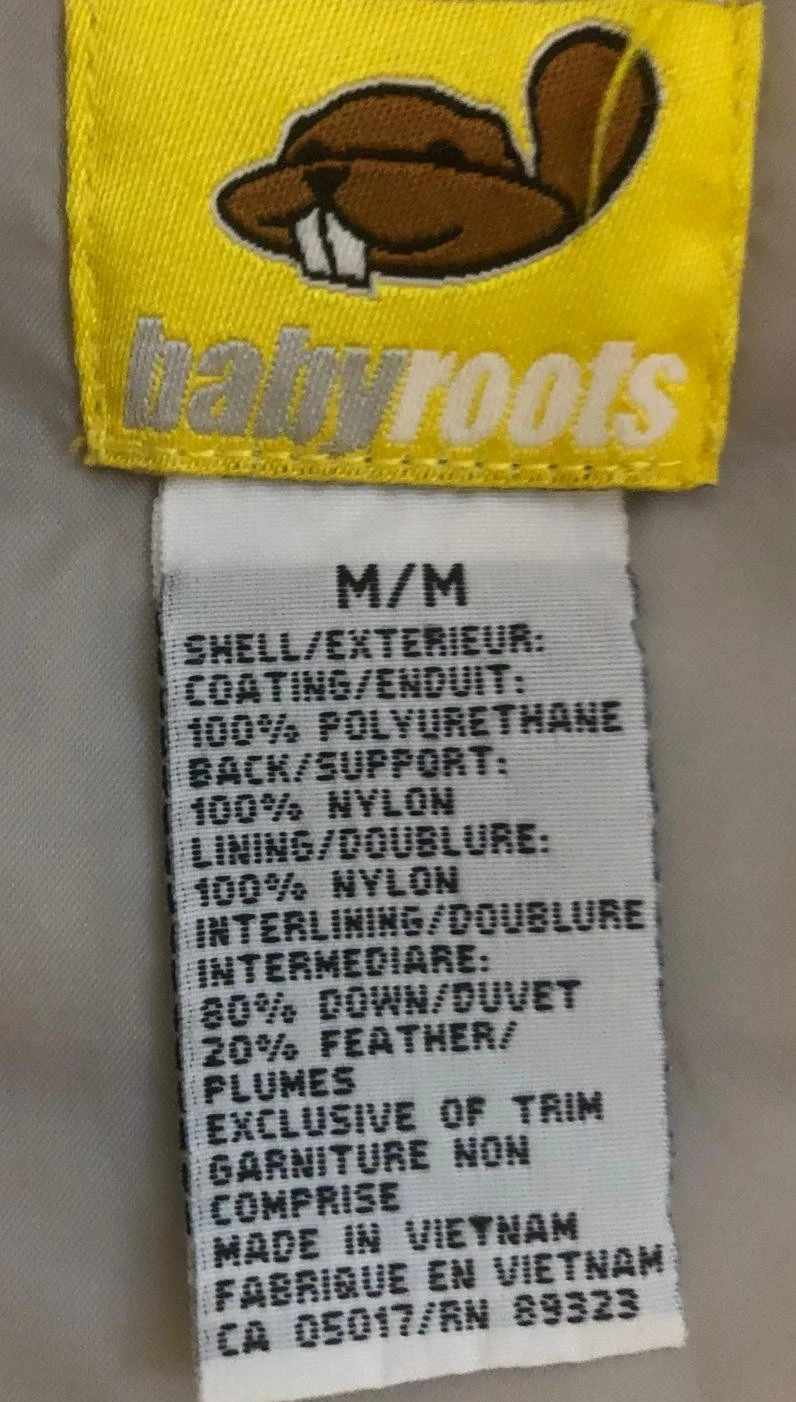 babyroots
M/M
SHELL/EXTERIEUR:
COATING/ENDUIT:
100% POLYURETHANE
BACK/SUPPORT:
100% NYLON
LINING/DOUBLURE:
100% NYLON
INTERLINING/DOUBLURE
INTERMEDIARE:
80% DOWN/DUVET
20% FEATHER/
PLUMES
EXCLUSIVE OF TRIM
GARNITURE NON
COMPRISE
MADE IN VIETNAM
FABRIQUE EN VIETNAM
CA 05017/RN 89323